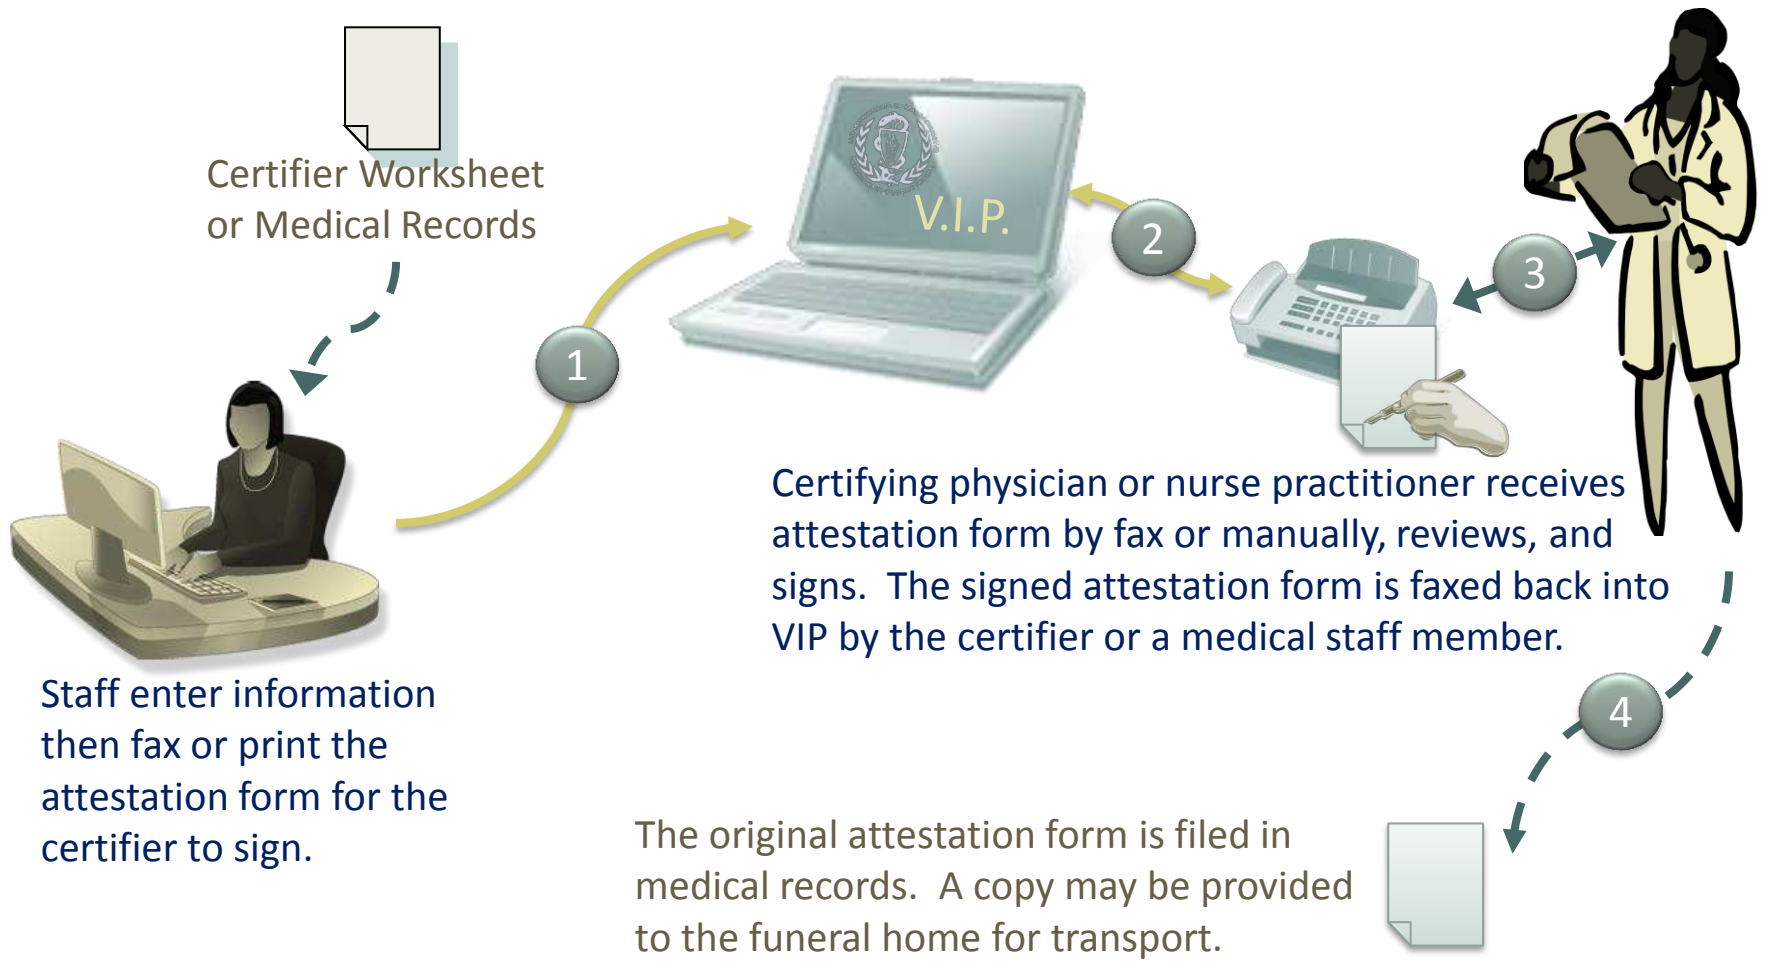 Certifier Worksheet
or Medical Records
V.I.P.
1
2
3
Certifying physician or nurse practitioner receives
attestation form by fax or manually, reviews, and
signs.  The signed attestation form is faxed back into
VIP by the certifier or a medical staff member.
Staff enter information
then fax or print the
attestation form for the
certifier to sign.
4
The original attestation form is filed in
medical records.  A copy may be provided
to the funeral home for transport.